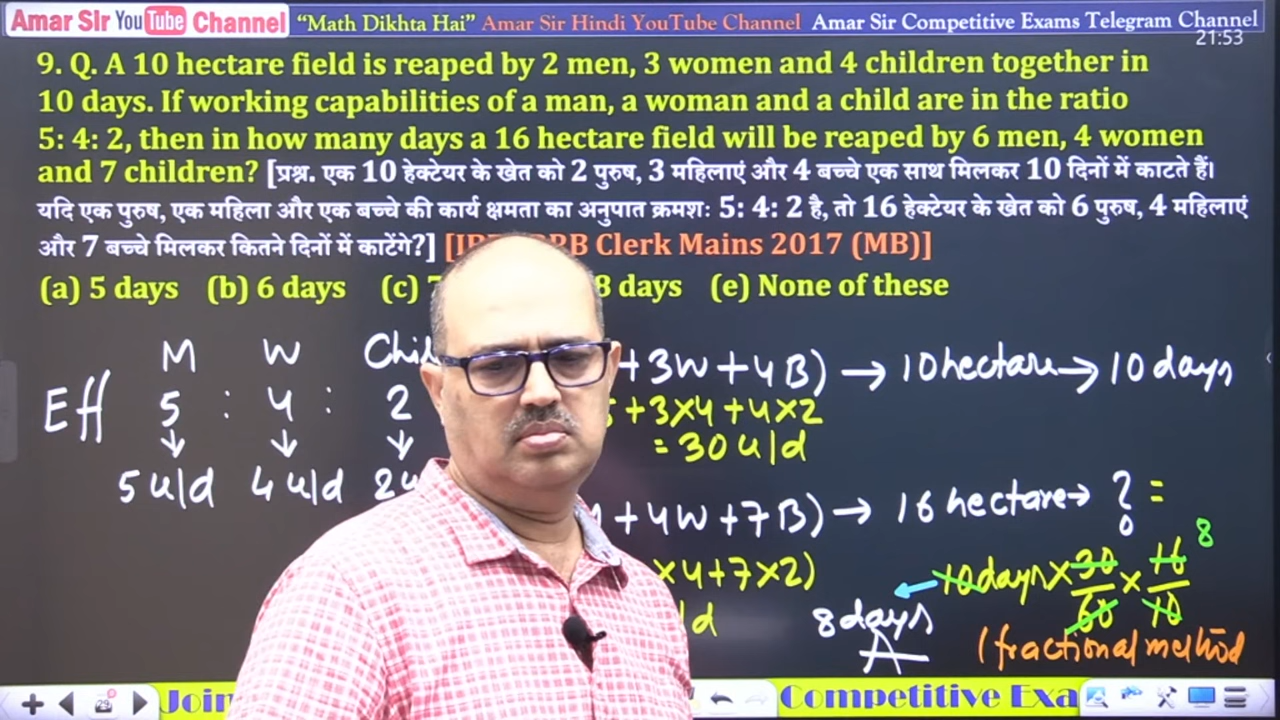 Amar Sir YouTube Channel "Math Dikhta Hai" Amar Sir Hindi YouTube Channel Amar Sir Competitive Exams Telegram Channel
21:53
9. Q. A 10 hectare field is reaped by 2 men, 3 women and 4 children together in
10 days. If working capabilities of a man, a woman and a child are in the ratio
5: 4: 2, then in how many days a 16 hectare field will be reaped by 6 men, 4 women
and 7 children? [प्रश्न. एक 10 हेक्टेयर के खेत को 2 पुरुष, 3 महिलाएं और 4 बच्चे एक साथ मिलकर 10 दिनों में काटते हैं।
यदि एक पुरुष, एक महिला और एक बच्चे की कार्य क्षमता का अनुपात क्रमशः 5: 4: 2 है, तो 16 हेक्टेयर के खेत को 6 पुरुष, 4 महिलाएं
और 7 बच्चे मिलकर कितने दिनों में काटेंगे?] [B Clerk Mains 2017 (MB)]
(a) 5 days (b) 6 days (c) 8 days (e) None of these
M W Chil
Eff 5 : 4 : 2
5 u/d 4 u/d 2u
+ 3W + 4B) → 10 hectare → 10 days
+ 3×4 + 4×2
= 30 u/d
+ 4W + 7B) → 16 hectare → ? =
×4 + 7×2)
d
10 days × 30/60 × 16/10 8
8 days
A
(fractional method
Join Competitive Exa